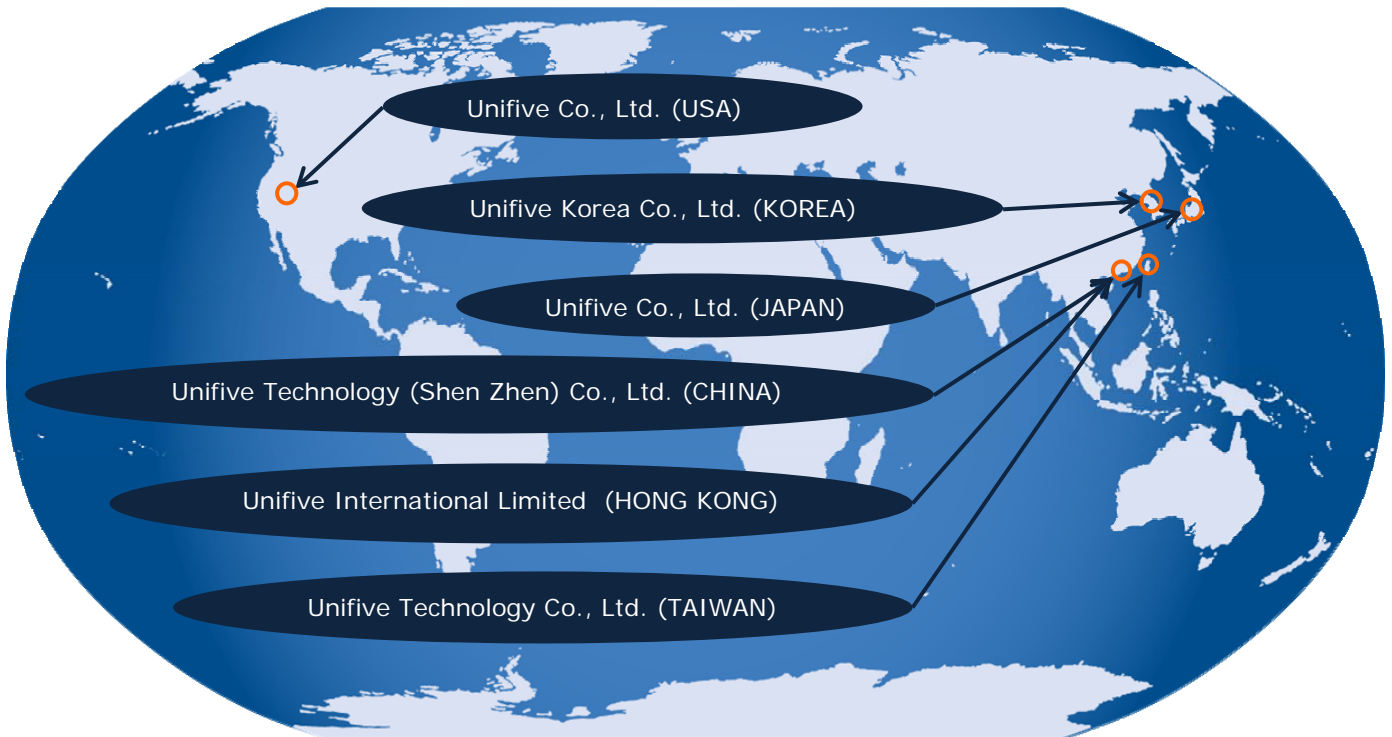 Unifive Co., Ltd. (USA)
Unifive Korea Co., Ltd. (KOREA)
Unifive Co., Ltd. (JAPAN)
Unifive Technology (Shen Zhen) Co., Ltd. (CHINA)
Unifive International Limited  (HONG KONG)
Unifive Technology Co., Ltd. (TAIWAN)